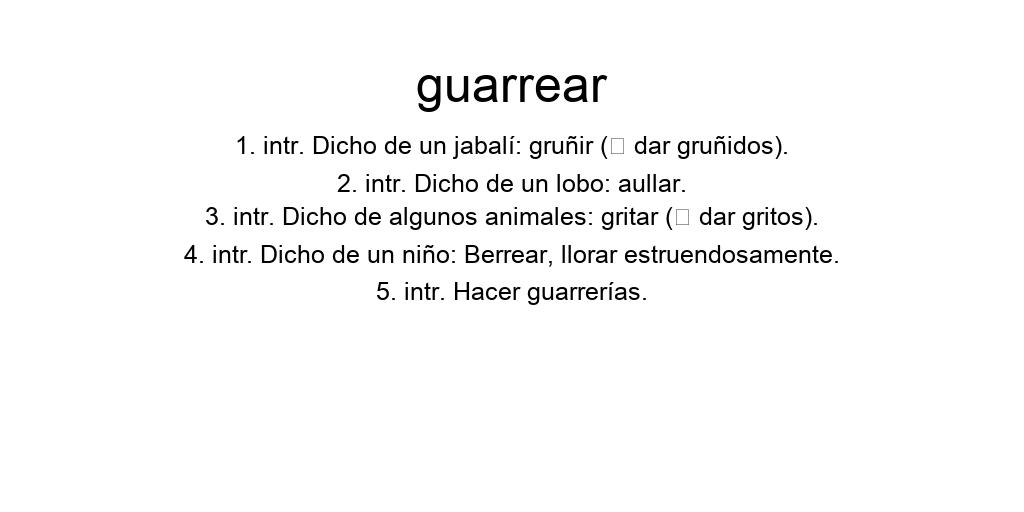 guarrear
1. intr. Dicho de un jabalí: gruñir (▯ dar gruñidos).
2. intr. Dicho de un lobo: aullar.
3. intr. Dicho de algunos animales: gritar (▯ dar gritos).
4. intr. Dicho de un niño: Berrear, llorar estruendosamente.
5. intr. Hacer guarrerías.